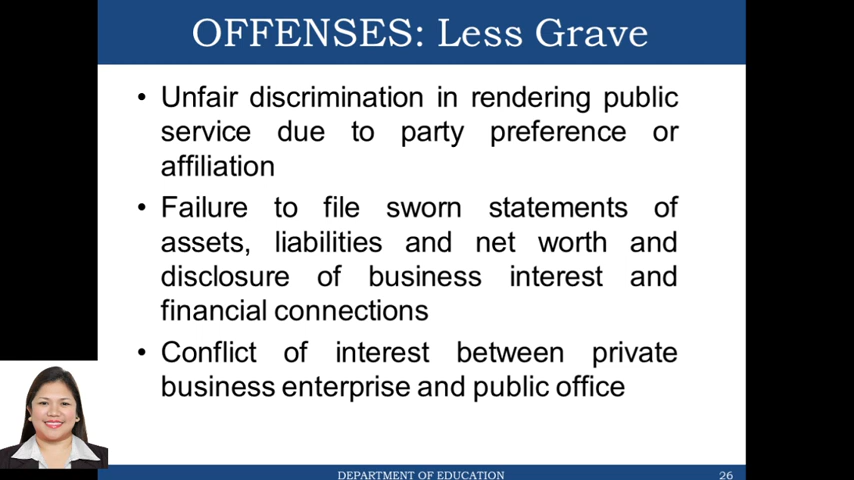 OFFENSES: Less Grave
• Unfair discrimination in rendering public
service due to party preference or
affiliation
• Failure to file sworn statements of
assets, liabilities and net worth and
disclosure of business interest and
financial connections
• Conflict of interest between private
business enterprise and public office
DEPARTMENT OF EDUCATION 26